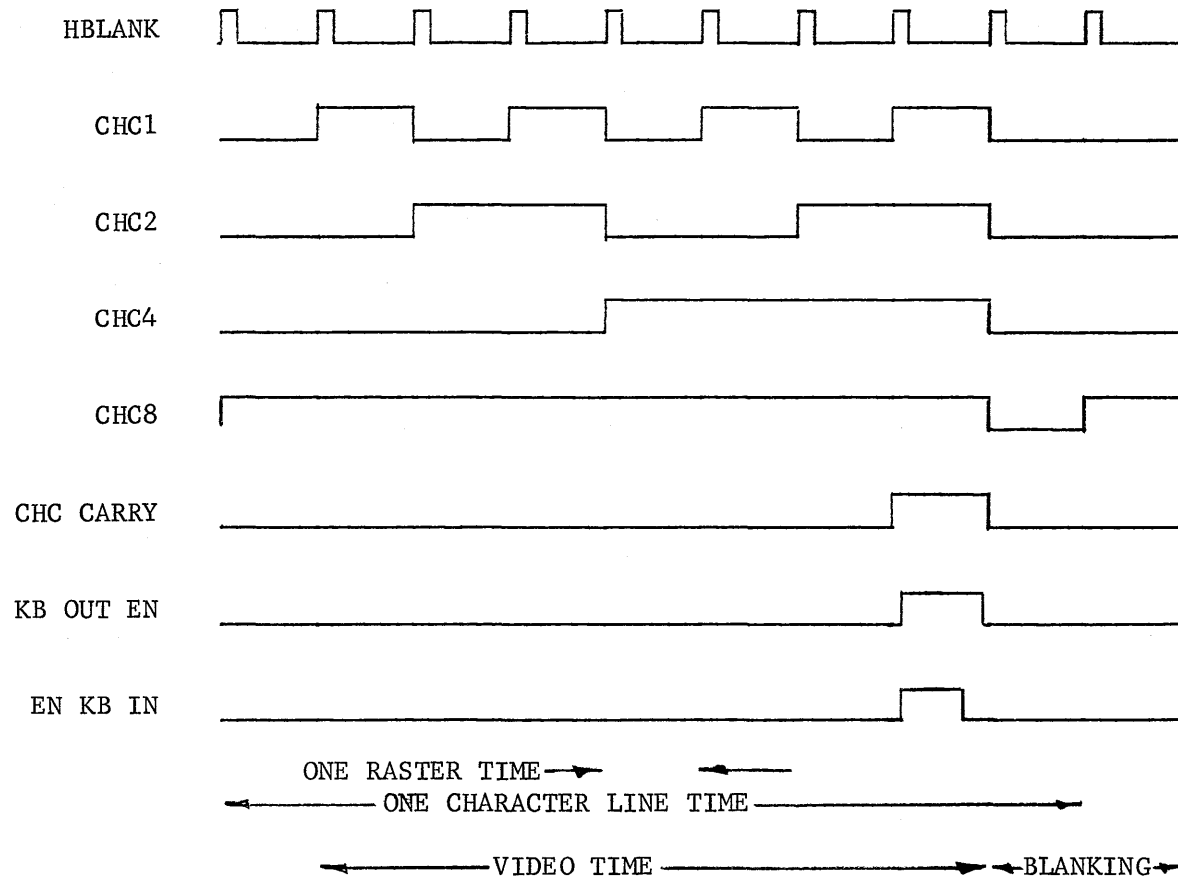 HBLANK
CHC1
CHC2
CHC4
CHC8
CHC CARRY
KB OUT EN
EN KB IN
ONE RASTER TIME
ONE CHARACTER LINE TIME
VIDEO TIME
BLANKING